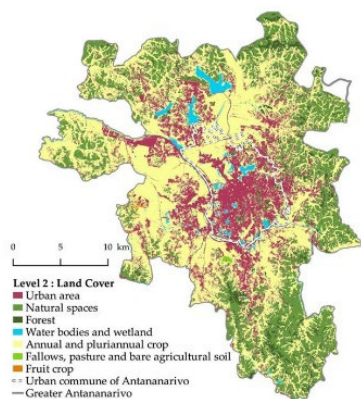 0 5 10 km
Level 2 : Land Cover
Urban area
Natural spaces
Forest
Water bodies and wetland
Annual and pluriannual crop
Fallows, pasture and bare agricultural soil
Fruit crop
Urban commune of Antananarivo
Greater Antananarivo